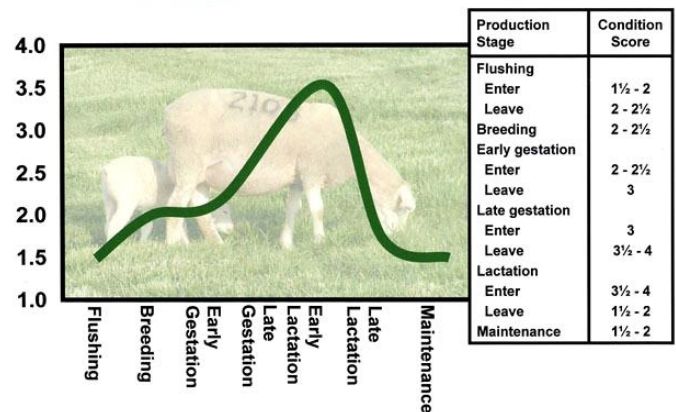 4.0
3.5
3.0
2.5
2.0
1.5
1.0
Flushing
Breeding
Early
Gestation
Late
Gestation
Early
Lactation
Late
Lactation
Maintenance
Production Stage Condition Score
Flushing
Enter 1½ - 2
Leave 2 - 2½
Breeding 2 - 2½
Early gestation
Enter 2 - 2½
Leave 3
Late gestation
Enter 3
Leave 3½ - 4
Lactation
Enter 3½ - 4
Leave 1½ - 2
Maintenance 1½ - 2